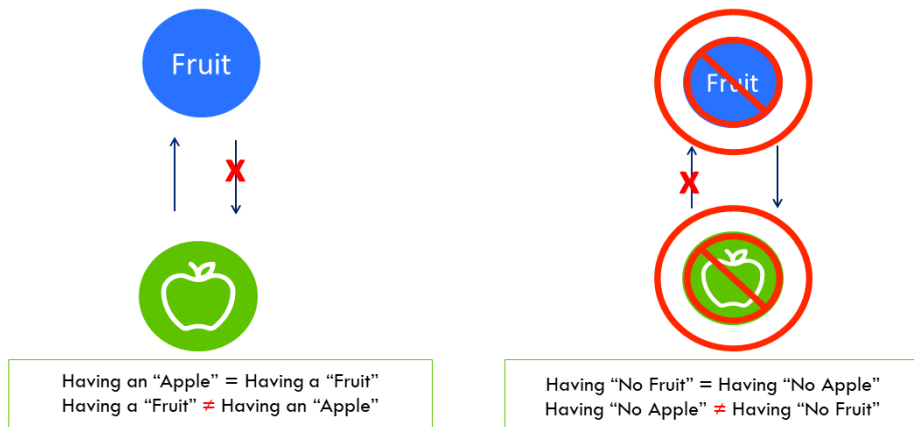 Fruit
Fruit
X
X
Having an “Apple” = Having a “Fruit”
Having a “Fruit” ≠ Having an “Apple”
Having “No Fruit” = Having “No Apple”
Having “No Apple” ≠ Having “No Fruit”